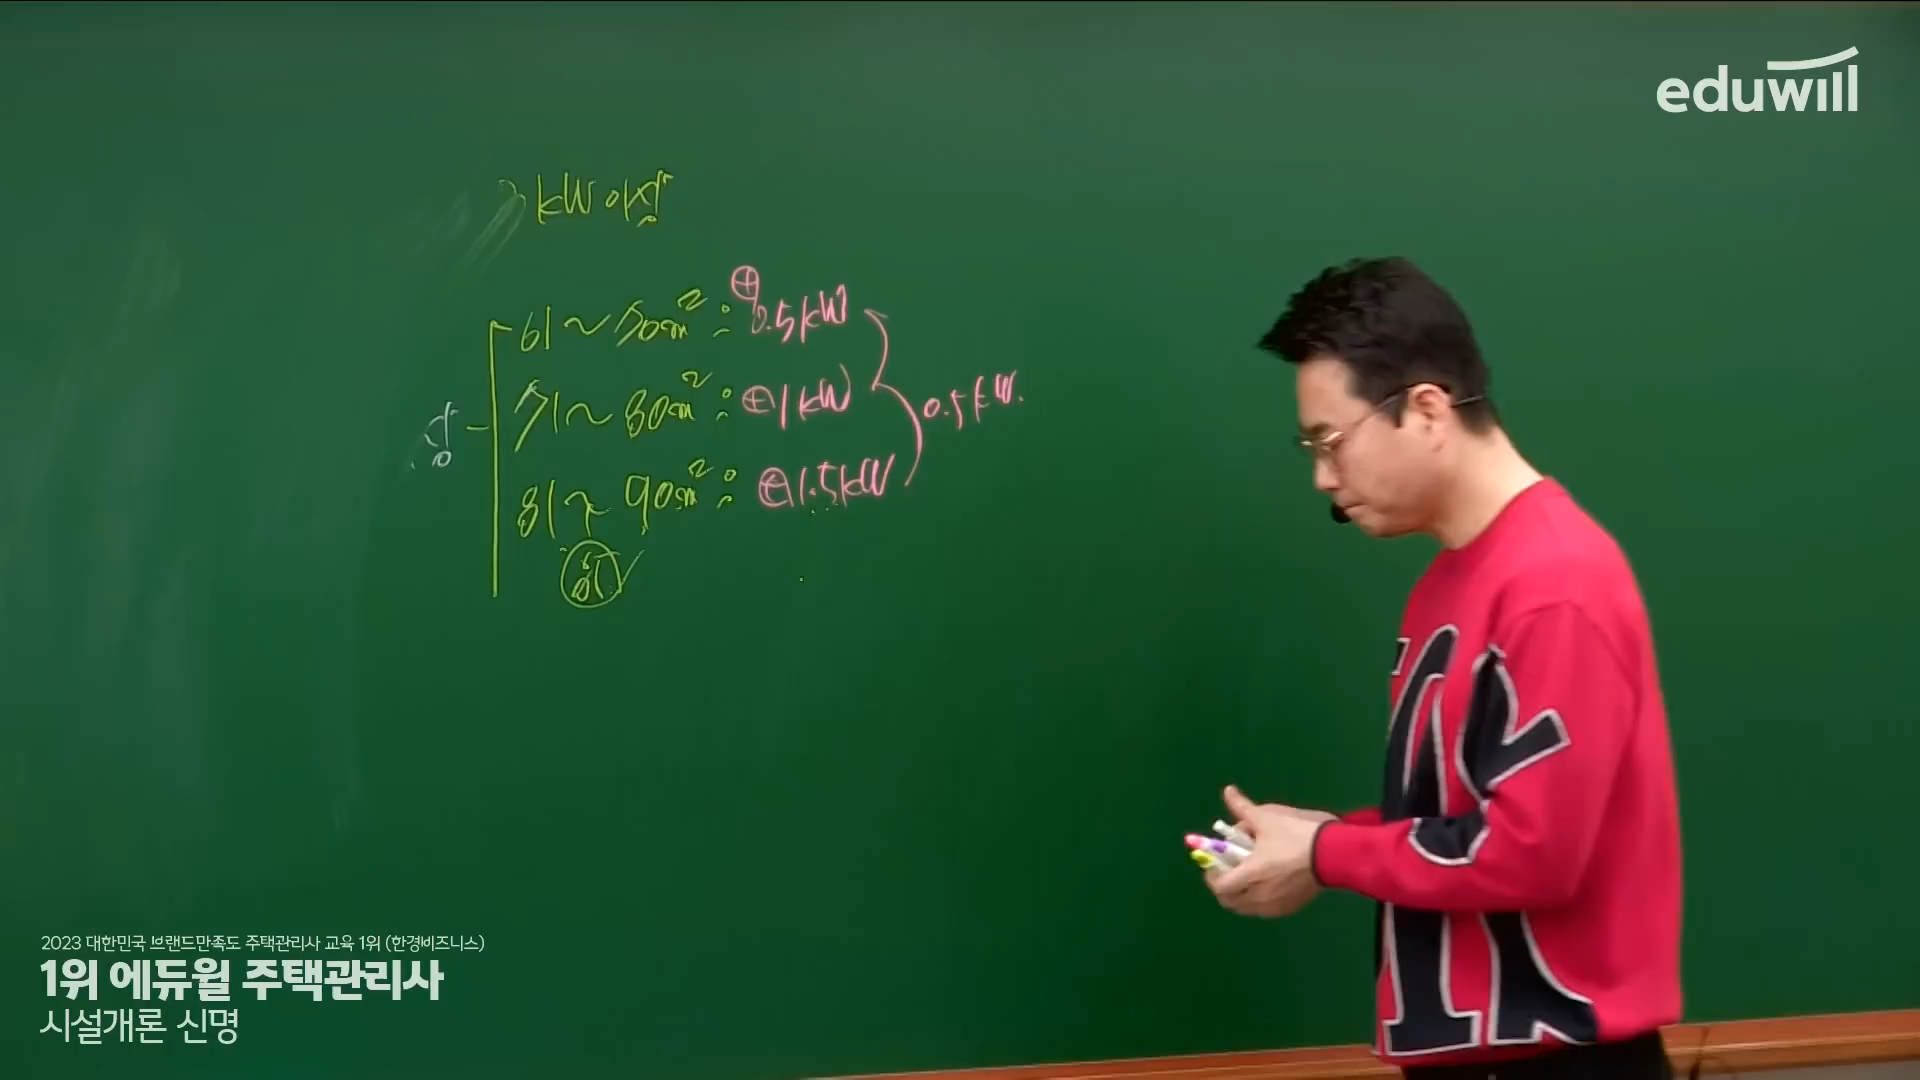 eduwill
3kW 이상
61~70m² : ⊕0.5kW
71~80m² : ⊕1kW
0.5kW.
상
81~90m² : ⊕1.5kW
2023 대한민국 브랜드만족도 주택관리사 교육 1위 (한경비즈니스)
1위 에듀윌 주택관리사
시설개론 신명